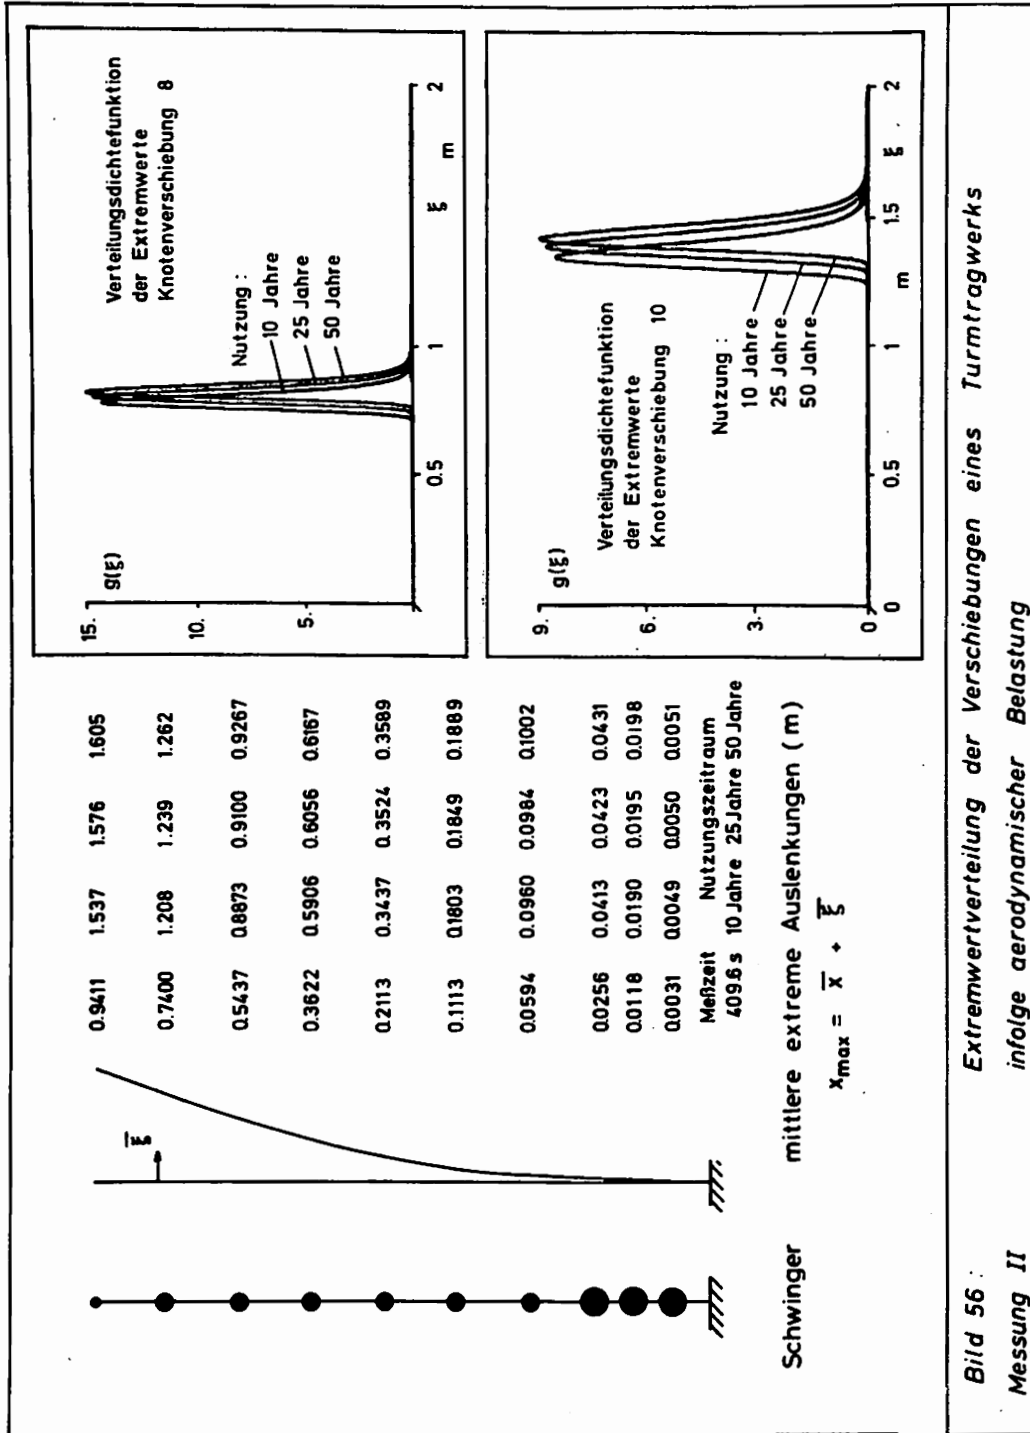 ξ̅
0.9411 1.537 1.576 1.605
0.7400 1.208 1.239 1.262
0.5437 0.8873 0.9100 0.9267
0.3622 0.5906 0.6056 0.6167
0.2113 0.3437 0.3524 0.3589
0.1113 0.1803 0.1849 0.1889
0.0594 0.0960 0.0984 0.1002
0.0256 0.0413 0.0423 0.0431
0.0118 0.0190 0.0195 0.0198
0.0031 0.0049 0.0050 0.0051
Meßzeit Nutzungszeitraum
409.6 s 10 Jahre 25 Jahre 50 Jahre
Schwinger mittlere extreme Auslenkungen (m)
x max = x̅ + ξ̅
g(ξ)
15.
10.
5.
Verteilungsdichtefunktion
der Extremwerte
Knotenverschiebung 8
Nutzung :
10 Jahre
25 Jahre
50 Jahre
0.5 1 ξ m 2
g(ξ)
9.
6.
3.
0
Verteilungsdichtefunktion
der Extremwerte
Knotenverschiebung 10
Nutzung :
10 Jahre
25 Jahre
50 Jahre
0 0.5 1 m 1.5 ξ 2
Bild 56 : Extremwertverteilung der Verschiebungen eines Turmtragwerks
Messung II infolge aerodynamischer Belastung